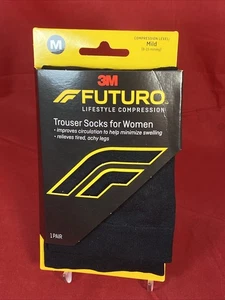 M
COMPRESSION LEVEL
Mild
3M
FUTURO
LIFESTYLE COMPRESSION
Trouser Socks for Women
• improves circulation to help minimize swelling
• relieves tired, achy legs
1 PAIR